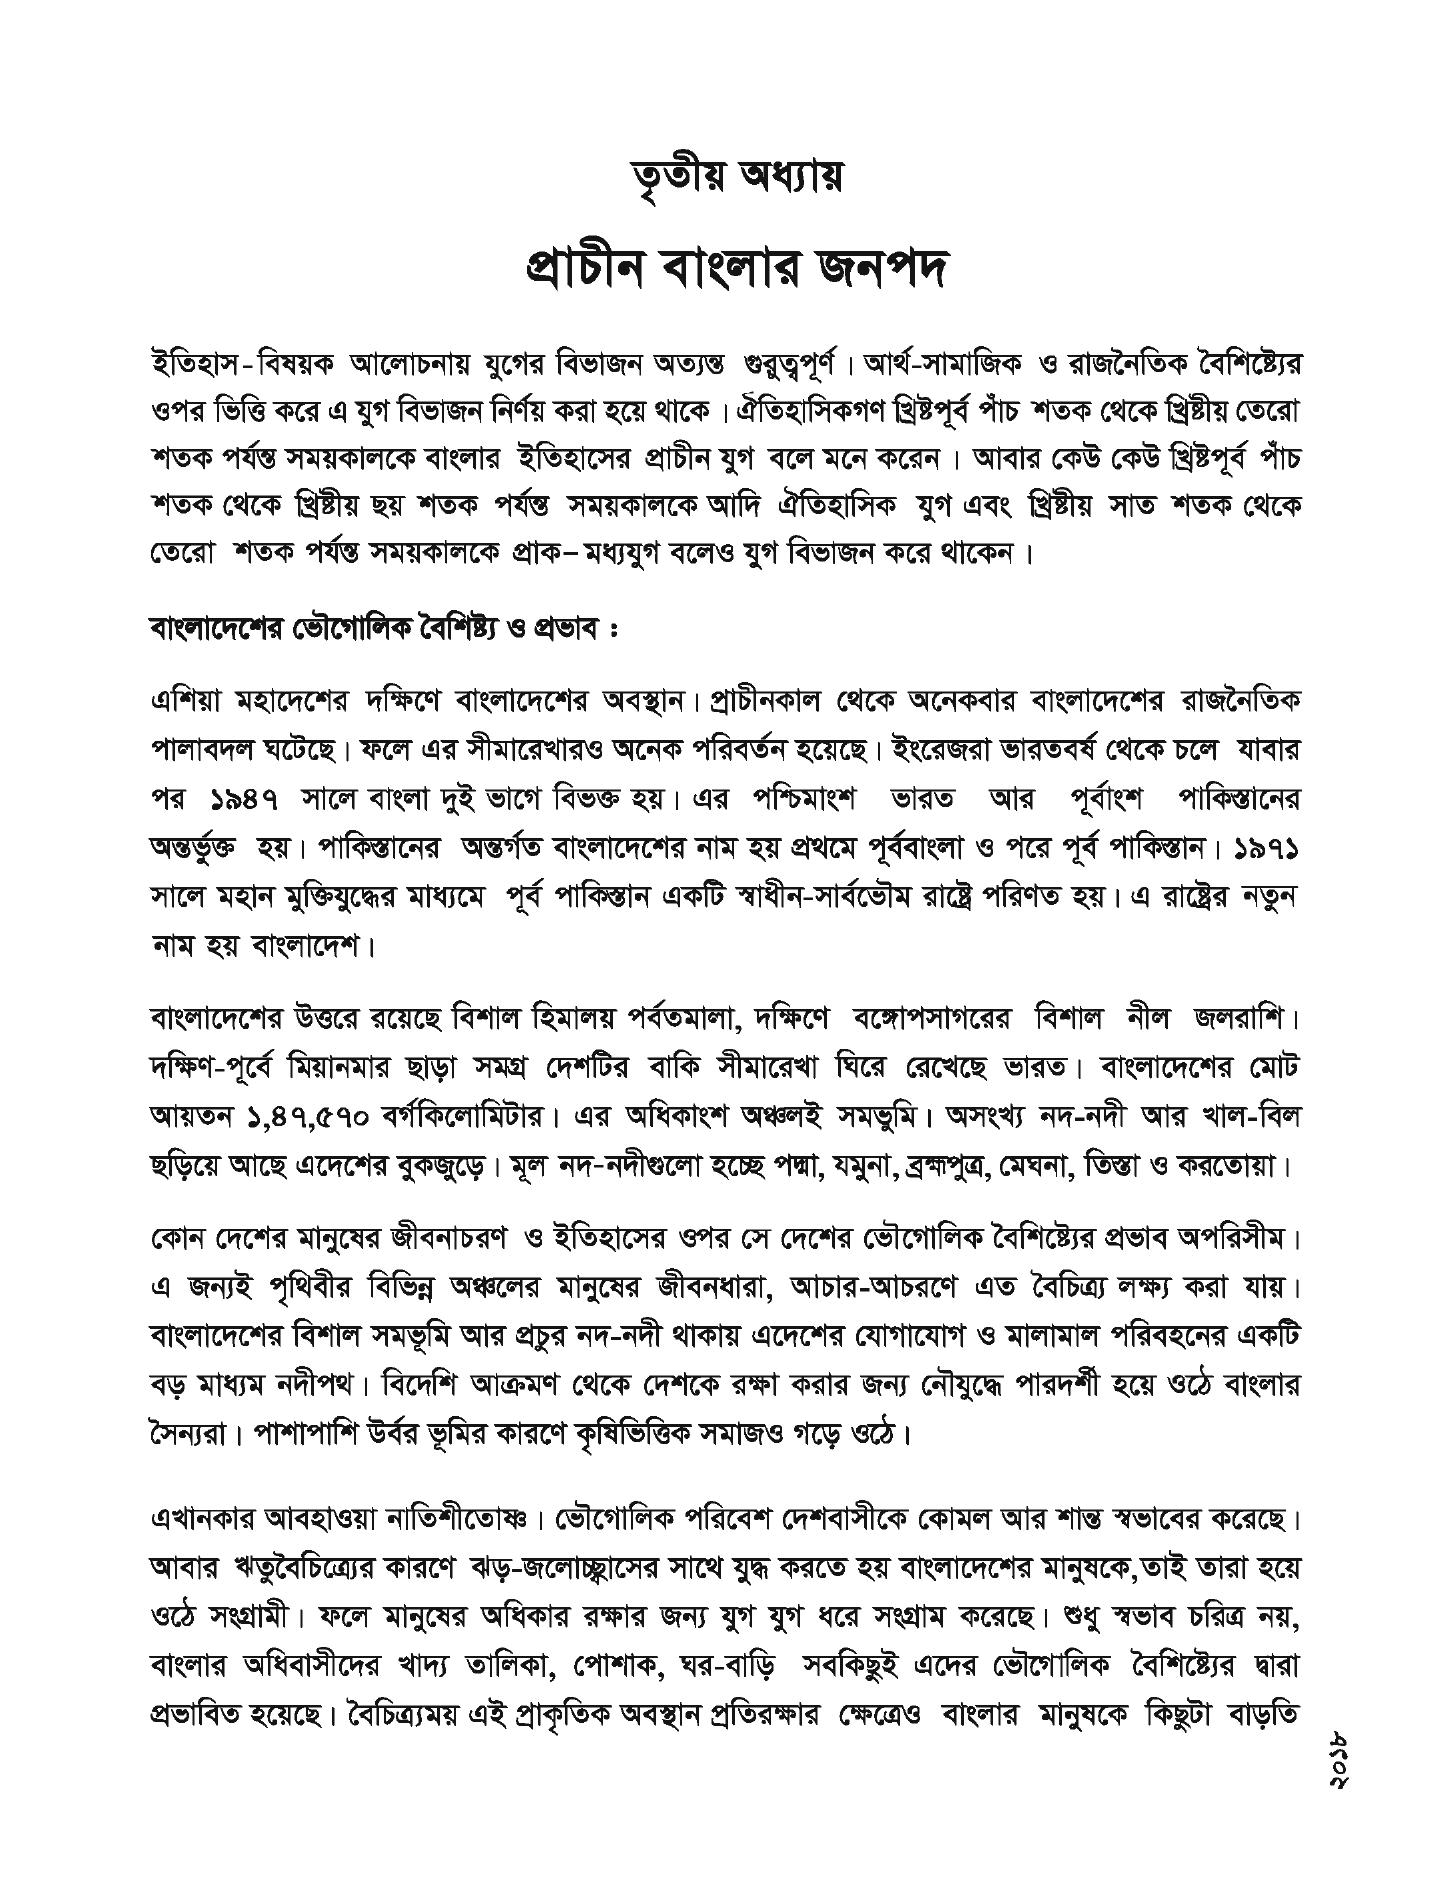 তৃতীয় অধ্যায়
প্রাচীন বাংলার জনপদ
ইতিহাস-বিষয়ক আলোচনায় যুগের বিভাজন অত্যন্ত গুরুত্বপূর্ণ। আর্থ-সামাজিক ও রাজনৈতিক বৈশিষ্ট্যের
ওপর ভিত্তি করে এ যুগ বিভাজন নির্ণয় করা হয়ে থাকে। ঐতিহাসিকগণ খ্রিষ্টপূর্ব পাঁচ শতক থেকে খ্রিষ্টীয় তেরো
শতক পর্যন্ত সময়কালকে বাংলার ইতিহাসের প্রাচীন যুগ বলে মনে করেন। আবার কেউ কেউ খ্রিষ্টপূর্ব পাঁচ
শতক থেকে খ্রিষ্টীয় ছয় শতক পর্যন্ত সময়কালকে আদি ঐতিহাসিক যুগ এবং খ্রিষ্টীয় সাত শতক থেকে
তেরো শতক পর্যন্ত সময়কালকে প্রাক–মধ্যযুগ বলেও যুগ বিভাজন করে থাকেন।
বাংলাদেশের ভৌগোলিক বৈশিষ্ট্য ও প্রভাব :
এশিয়া মহাদেশের দক্ষিণে বাংলাদেশের অবস্থান। প্রাচীনকাল থেকে অনেকবার বাংলাদেশের রাজনৈতিক
পালাবদল ঘটেছে। ফলে এর সীমারেখারও অনেক পরিবর্তন হয়েছে। ইংরেজরা ভারতবর্ষ থেকে চলে যাবার
পর ১৯৪৭ সালে বাংলা দুই ভাগে বিভক্ত হয়। এর পশ্চিমাংশ ভারত আর পূর্বাংশ পাকিস্তানের
অন্তর্ভুক্ত হয়। পাকিস্তানের অন্তর্গত বাংলাদেশের নাম হয় প্রথমে পূর্ববাংলা ও পরে পূর্ব পাকিস্তান। ১৯৭১
সালে মহান মুক্তিযুদ্ধের মাধ্যমে পূর্ব পাকিস্তান একটি স্বাধীন-সার্বভৌম রাষ্ট্রে পরিণত হয়। এ রাষ্ট্রের নতুন
নাম হয় বাংলাদেশ।
বাংলাদেশের উত্তরে রয়েছে বিশাল হিমালয় পর্বতমালা, দক্ষিণে বঙ্গোপসাগরের বিশাল নীল জলরাশি।
দক্ষিণ-পূর্বে মিয়ানমার ছাড়া সমগ্র দেশটির বাকি সীমারেখা ঘিরে রেখেছে ভারত। বাংলাদেশের মোট
আয়তন ১,৪৭,৫৭০ বর্গকিলোমিটার। এর অধিকাংশ অঞ্চলই সমভুমি। অসংখ্য নদ-নদী আর খাল-বিল
ছড়িয়ে আছে এদেশের বুকজুড়ে। মূল নদ-নদীগুলো হচ্ছে পদ্মা, যমুনা, ব্রহ্মপুত্র, মেঘনা, তিস্তা ও করতোয়া।
কোন দেশের মানুষের জীবনাচরণ ও ইতিহাসের ওপর সে দেশের ভৌগোলিক বৈশিষ্ট্যের প্রভাব অপরিসীম।
এ জন্যই পৃথিবীর বিভিন্ন অঞ্চলের মানুষের জীবনধারা, আচার-আচরণে এত বৈচিত্র্য লক্ষ্য করা যায়।
বাংলাদেশের বিশাল সমভূমি আর প্রচুর নদ-নদী থাকায় এদেশের যোগাযোগ ও মালামাল পরিবহনের একটি
বড় মাধ্যম নদীপথ। বিদেশি আক্রমণ থেকে দেশকে রক্ষা করার জন্য নৌযুদ্ধে পারদর্শী হয়ে ওঠে বাংলার
সৈন্যরা। পাশাপাশি উর্বর ভূমির কারণে কৃষিভিত্তিক সমাজও গড়ে ওঠে।
এখানকার আবহাওয়া নাতিশীতোষ্ণ। ভৌগোলিক পরিবেশ দেশবাসীকে কোমল আর শান্ত স্বভাবের করেছে।
আবার ঋতুবৈচিত্র্যের কারণে ঝড়-জলোচ্ছ্বাসের সাথে যুদ্ধ করতে হয় বাংলাদেশের মানুষকে,তাই তারা হয়ে
ওঠে সংগ্রামী। ফলে মানুষের অধিকার রক্ষার জন্য যুগ যুগ ধরে সংগ্রাম করেছে। শুধু স্বভাব চরিত্র নয়,
বাংলার অধিবাসীদের খাদ্য তালিকা, পোশাক, ঘর-বাড়ি সবকিছুই এদের ভৌগোলিক বৈশিষ্ট্যের দ্বারা
প্রভাবিত হয়েছে। বৈচিত্র্যময় এই প্রাকৃতিক অবস্থান প্রতিরক্ষার ক্ষেত্রেও বাংলার মানুষকে কিছুটা বাড়তি
২০১৮